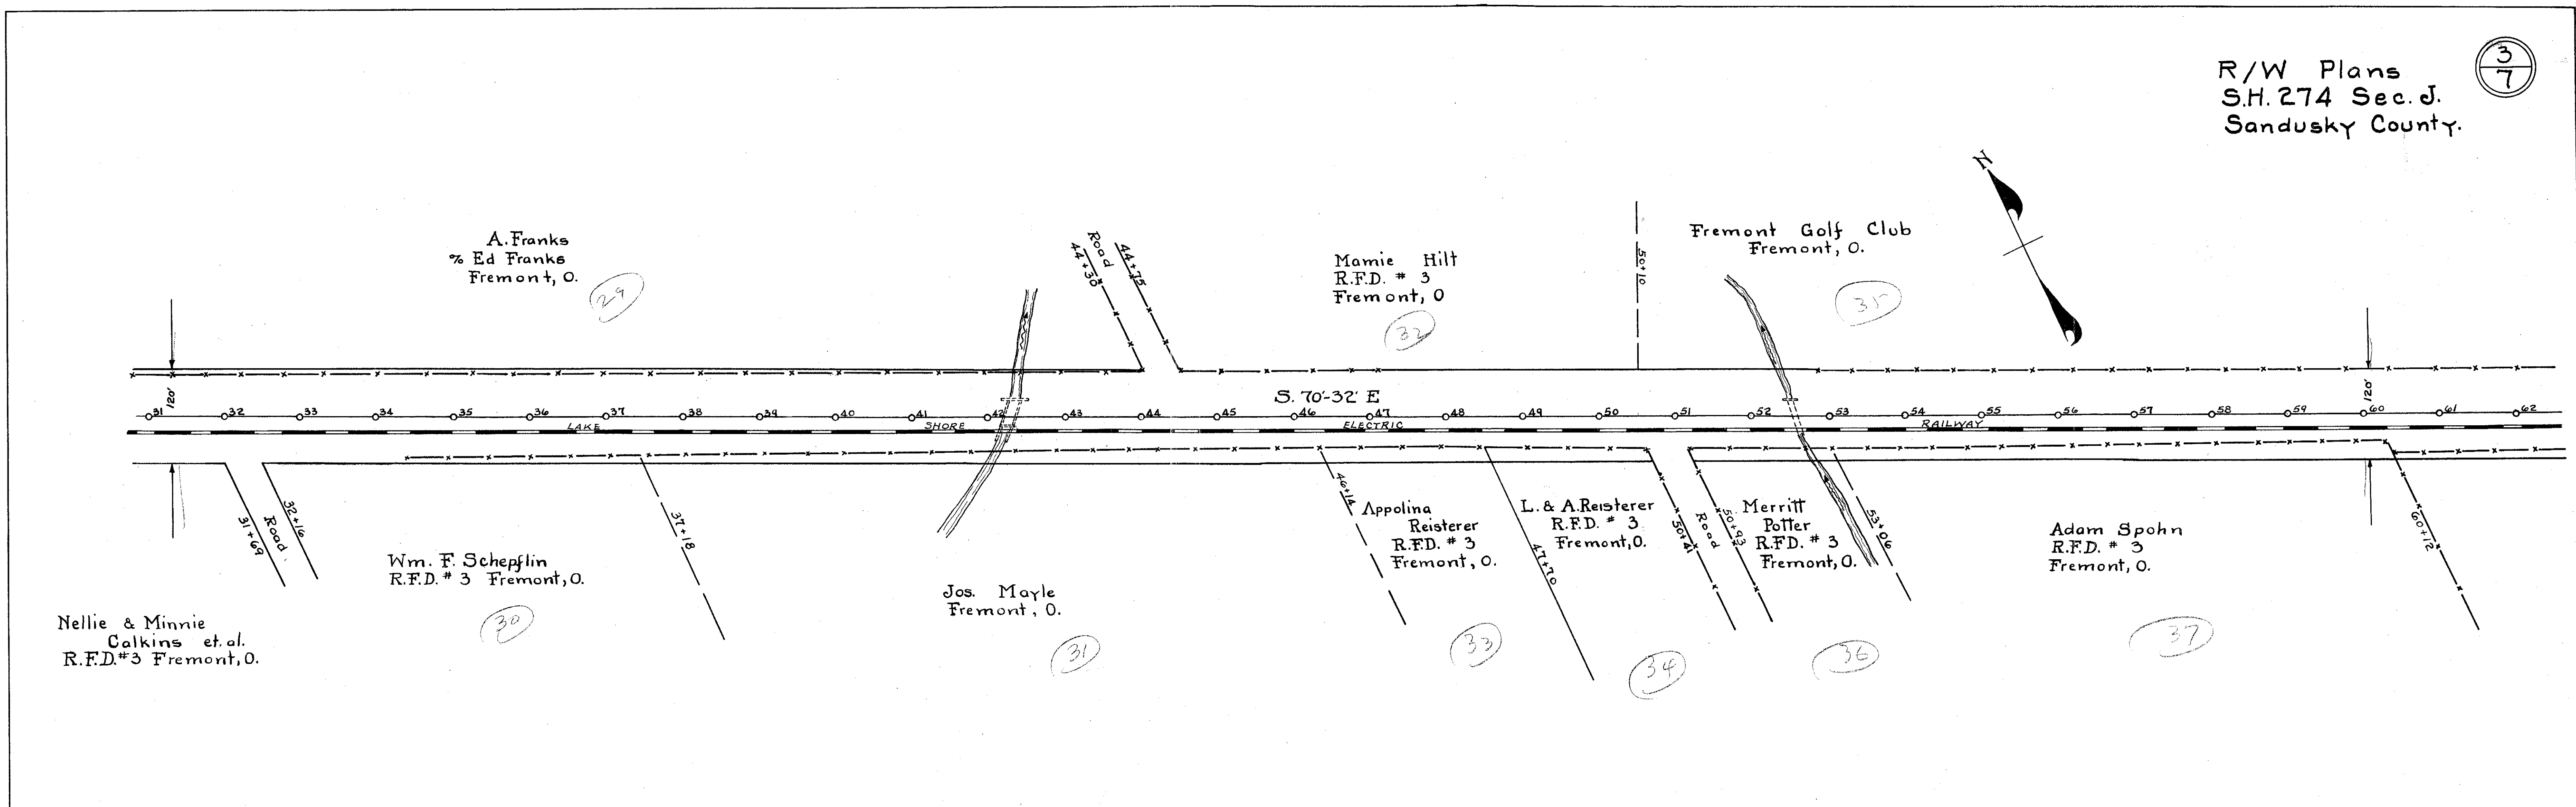 3
7
R/W Plans
S.H. 274 Sec. J.
Sandusky County.
N
A. Franks
% Ed Franks
Fremont, O.
29
Road
44+30
44+75
Mamie Hilt
R.F.D. # 3
Fremont, O
32
50+10
Fremont Golf Club
Fremont, O.
35
120'
S. 70°-32' E
120'
31 32 33 34 35 36 37 38 39 40 41 42 43 44 45 46 47 48 49 50 51 52 53 54 55 56 57 58 59 60 61 62
LAKE SHORE ELECTRIC RAILWAY
31+69
Road
32+16
37+18
46+14
47+70
50+41
Road
50+93
53+06
60+12
Nellie & Minnie
Calkins et. al.
R.F.D. #3 Fremont, O.
Wm. F. Schepflin
R.F.D. # 3 Fremont, O.
30
Jos. Mayle
Fremont, O.
31
Appolina
Reisterer
R.F.D. # 3
Fremont, O.
33
L. & A. Reisterer
R.F.D. # 3
Fremont, O.
34
Merritt
Potter
R.F.D. # 3
Fremont, O.
36
Adam Spohn
R.F.D. # 3
Fremont, O.
37